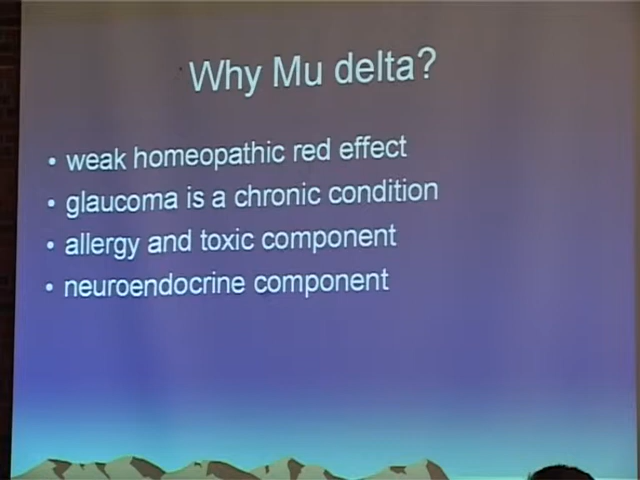 Why Mu delta?
• weak homeopathic red effect
• glaucoma is a chronic condition
• allergy and toxic component
• neuroendocrine component